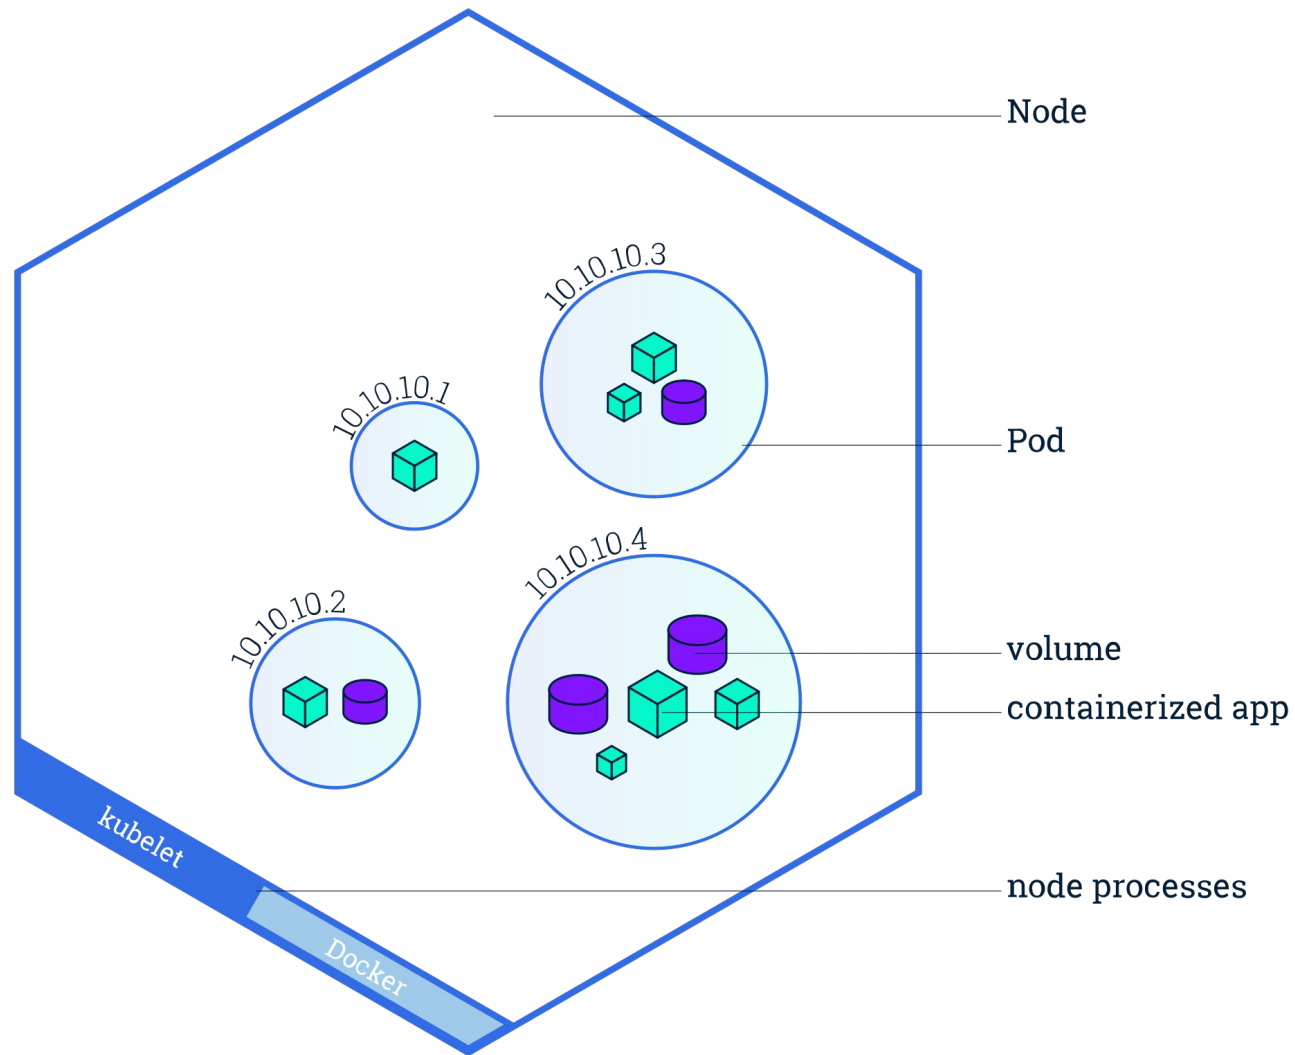 Node
10.10.10.3
10.10.10.1
Pod
10.10.10.4
10.10.10.2
volume
containerized app
kubelet
node processes
Docker